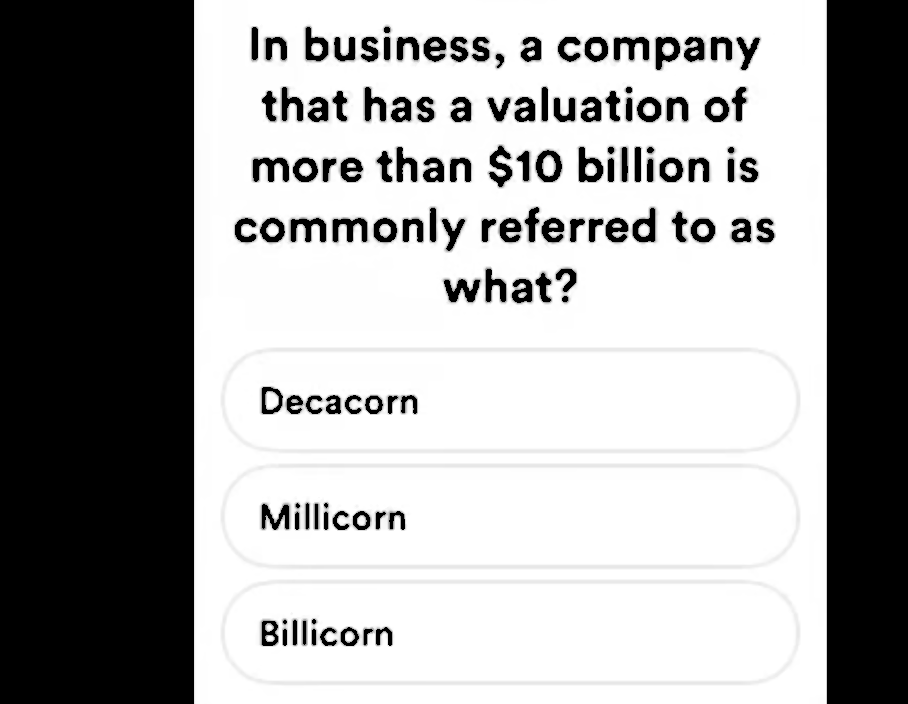 In business, a company
that has a valuation of
more than $10 billion is
commonly referred to as
what?
Decacorn
Millicorn
Billicorn